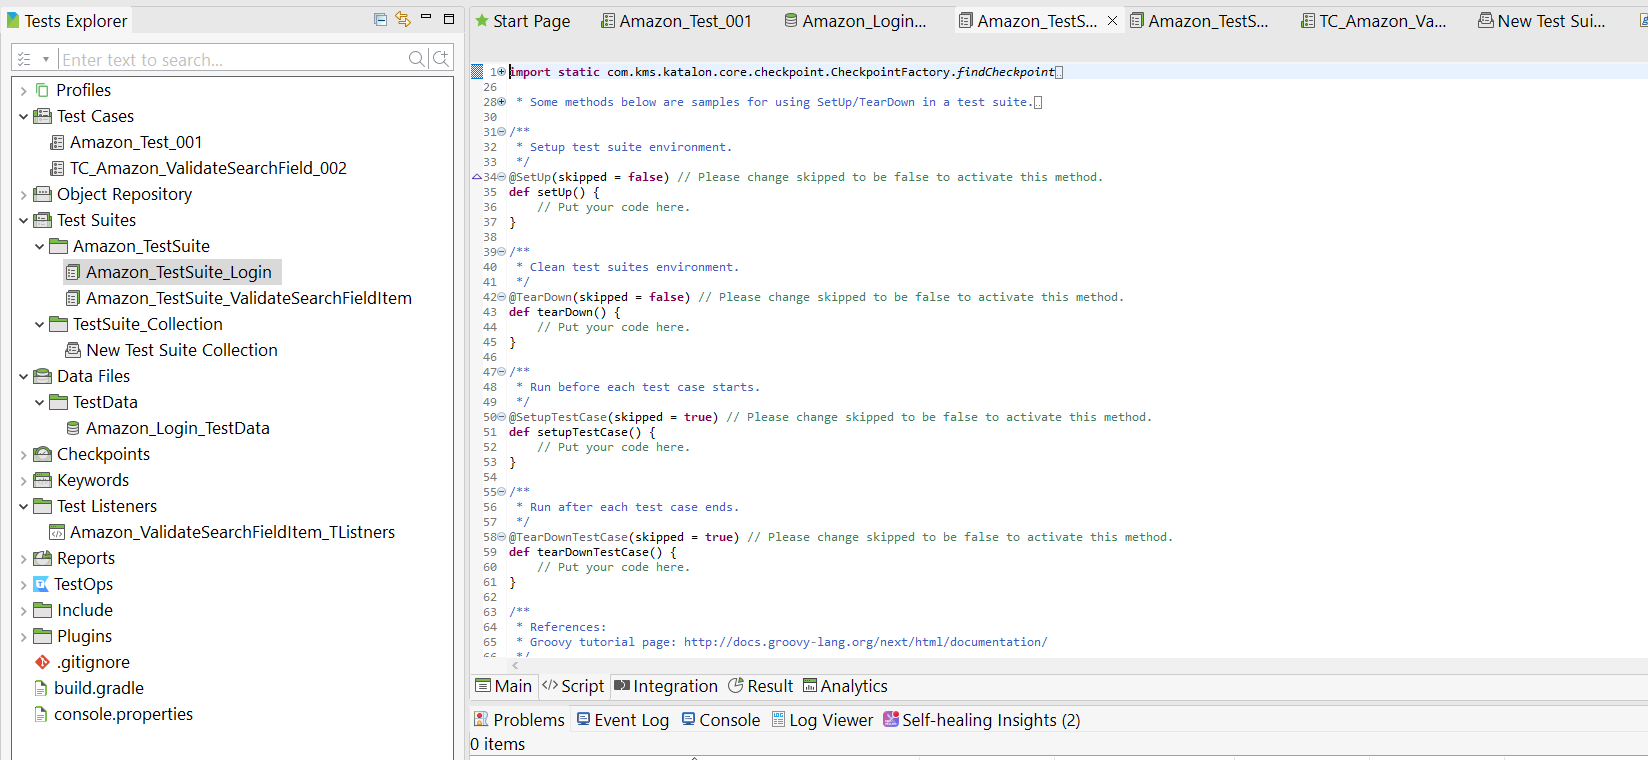 Tests Explorer
Enter text to search...
Profiles
Test Cases
Amazon_Test_001
TC_Amazon_ValidateSearchField_002
Object Repository
Test Suites
Amazon_TestSuite
Amazon_TestSuite_Login
Amazon_TestSuite_ValidateSearchFieldItem
TestSuite_Collection
New Test Suite Collection
Data Files
TestData
Amazon_Login_TestData
Checkpoints
Keywords
Test Listeners
Amazon_ValidateSearchFieldItem_TListners
Reports
TestOps
Include
Plugins
.gitignore
build.gradle
console.properties
Start Page Amazon_Test_001 Amazon_Login... Amazon_TestS... Amazon_TestS... TC_Amazon_Va... New Test Sui...
1 import static com.kms.katalon.core.checkpoint.CheckpointFactory.findCheckpoint
26
28 * Some methods below are samples for using SetUp/TearDown in a test suite.
30
31 /**
32 * Setup test suite environment.
33 */
34 @SetUp(skipped = false) // Please change skipped to be false to activate this method.
35 def setUp() {
36 // Put your code here.
37 }
38
39 /**
40 * Clean test suites environment.
41 */
42 @TearDown(skipped = false) // Please change skipped to be false to activate this method.
43 def tearDown() {
44 // Put your code here.
45 }
46
47 /**
48 * Run before each test case starts.
49 */
50 @SetupTestCase(skipped = true) // Please change skipped to be false to activate this method.
51 def setupTestCase() {
52 // Put your code here.
53 }
54
55 /**
56 * Run after each test case ends.
57 */
58 @TearDownTestCase(skipped = true) // Please change skipped to be false to activate this method.
59 def tearDownTestCase() {
60 // Put your code here.
61 }
62
63 /**
64 * References:
65 * Groovy tutorial page: http://docs.groovy-lang.org/next/html/documentation/
66 */
Main Script Integration Result Analytics
Problems Event Log Console Log Viewer Self-healing Insights (2)
0 items